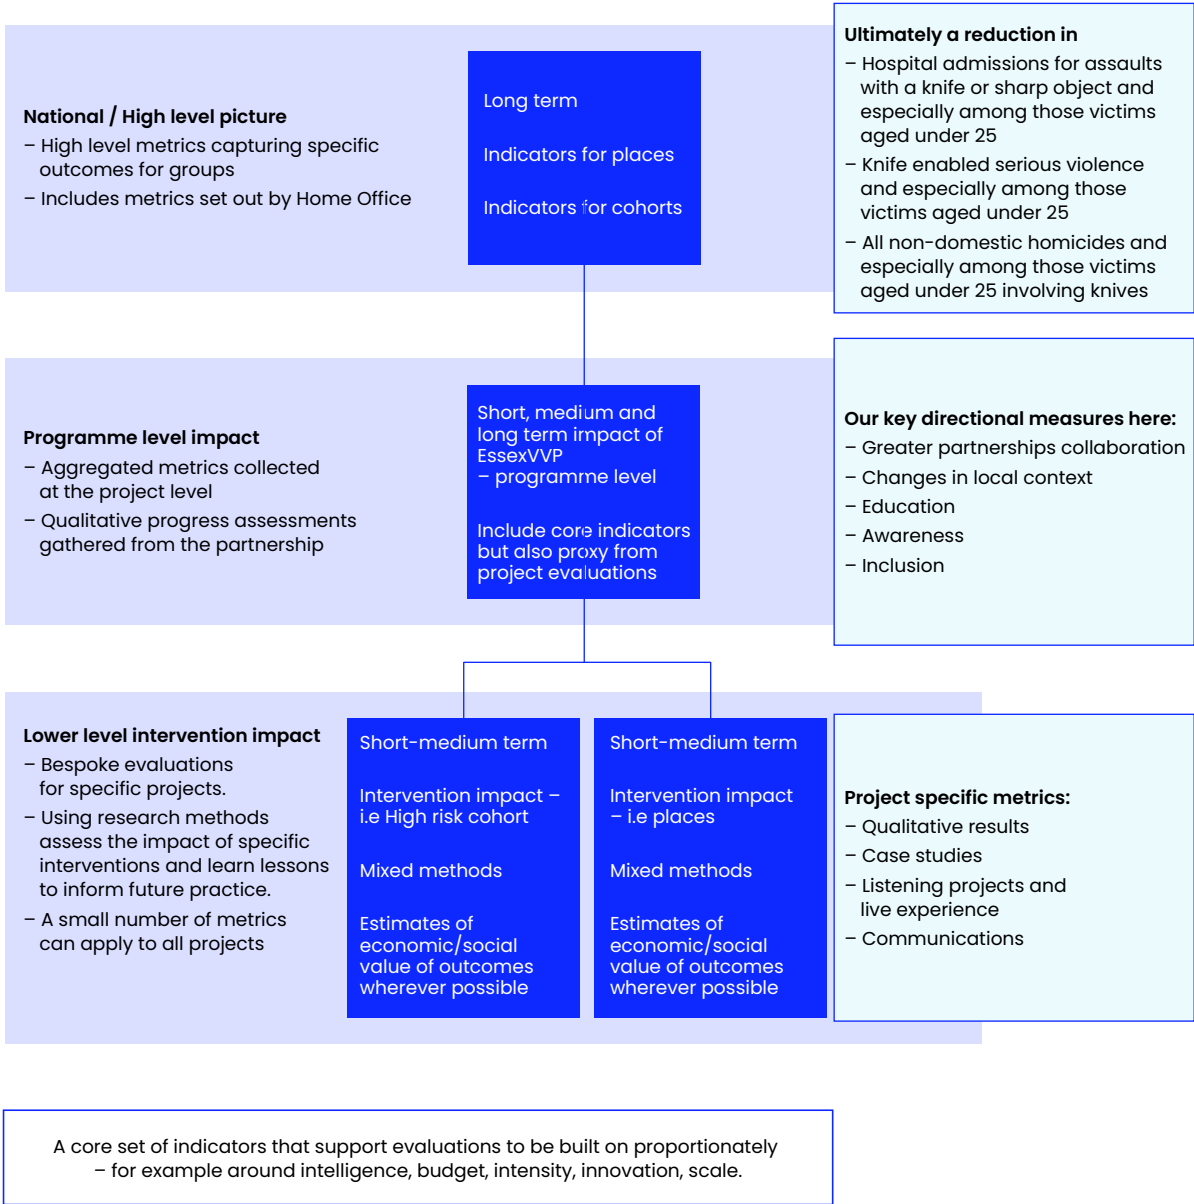 National / High level picture
– High level metrics capturing specific
outcomes for groups
– Includes metrics set out by Home Office
Long term
Indicators for places
Indicators for cohorts
Ultimately a reduction in
– Hospital admissions for assaults
with a knife or sharp object and
especially among those victims
aged under 25
– Knife enabled serious violence
and especially among those
victims aged under 25
– All non-domestic homicides and
especially among those victims
aged under 25 involving knives
Programme level impact
– Aggregated metrics collected
at the project level
– Qualitative progress assessments
gathered from the partnership
Short, medium and
long term impact of
EssexVVP
– programme level
Include core indicators
but also proxy from
project evaluations
Our key directional measures here:
– Greater partnerships collaboration
– Changes in local context
– Education
– Awareness
– Inclusion
Lower level intervention impact
– Bespoke evaluations
for specific projects.
– Using research methods
assess the impact of specific
interventions and learn lessons
to inform future practice.
– A small number of metrics
can apply to all projects
Short-medium term
Intervention impact –
i.e High risk cohort
Mixed methods
Estimates of
economic/social
value of outcomes
wherever possible
Short-medium term
Intervention impact
– i.e places
Mixed methods
Estimates of
economic/social
value of outcomes
wherever possible
Project specific metrics:
– Qualitative results
– Case studies
– Listening projects and
live experience
– Communications
A core set of indicators that support evaluations to be built on proportionately
– for example around intelligence, budget, intensity, innovation, scale.